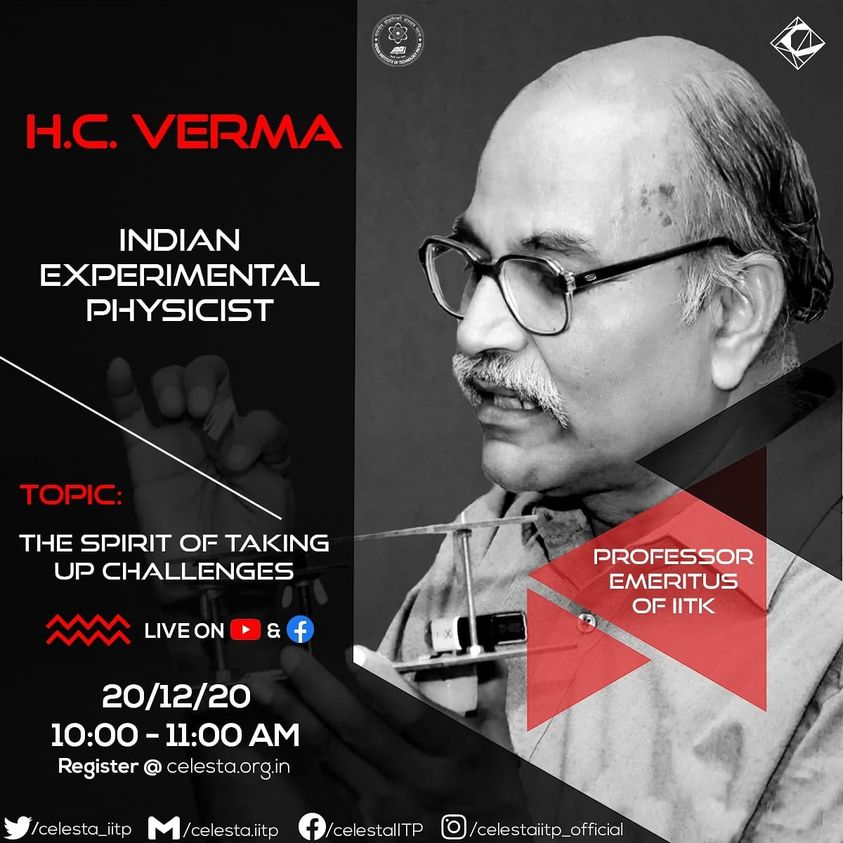 H.C. VERMA
INDIAN
EXPERIMENTAL
PHYSICIST
TOPIC:
THE SPIRIT OF TAKING
UP CHALLENGES
LIVE ON & 
20/12/20
10:00 - 11:00 AM
Register @ celesta.org.in
PROFESSOR
EMERITUS
OF IITK
/celesta_iitp /celesta.iitp /celestaIITP /celestaiitp_official